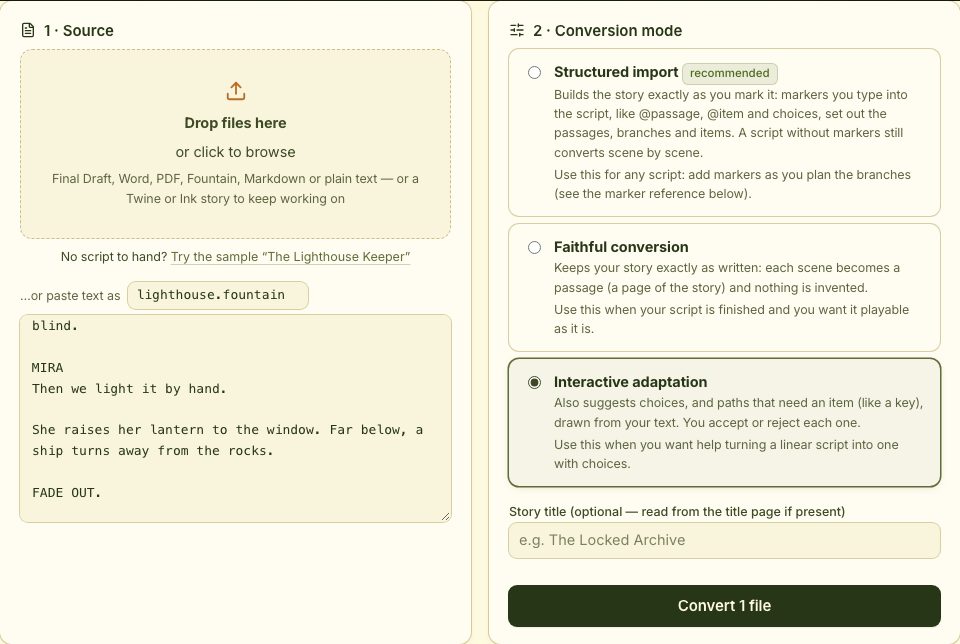 1 · Source
Drop files here
or click to browse
Final Draft, Word, PDF, Fountain, Markdown or plain text — or a
Twine or Ink story to keep working on
No script to hand? Try the sample “The Lighthouse Keeper”
…or paste text as lighthouse.fountain
blind.
MIRA
Then we light it by hand.
She raises her lantern to the window. Far below, a
ship turns away from the rocks.
FADE OUT.
2 · Conversion mode
Structured import recommended
Builds the story exactly as you mark it: markers you type into
the script, like @passage, @item and choices, set out the
passages, branches and items. A script without markers still
converts scene by scene.
Use this for any script: add markers as you plan the branches
(see the marker reference below).
Faithful conversion
Keeps your story exactly as written: each scene becomes a
passage (a page of the story) and nothing is invented.
Use this when your script is finished and you want it playable
as it is.
Interactive adaptation
Also suggests choices, and paths that need an item (like a key),
drawn from your text. You accept or reject each one.
Use this when you want help turning a linear script into one
with choices.
Story title (optional — read from the title page if present)
e.g. The Locked Archive
Convert 1 file